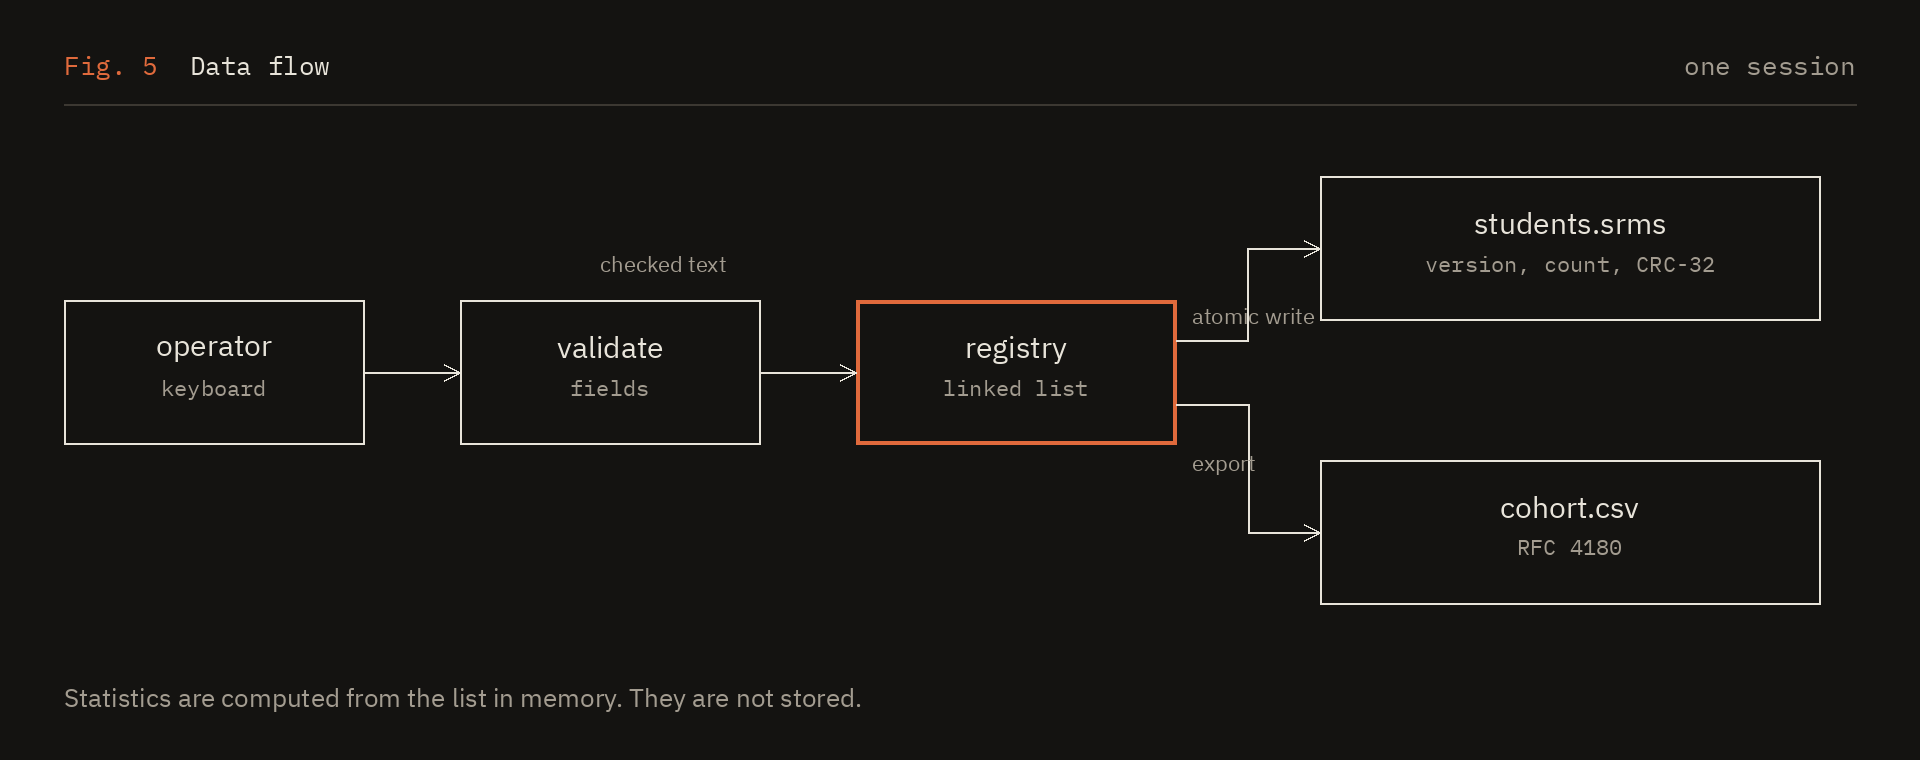 Fig. 5 Data flow
one session
checked text
operator
keyboard
validate
fields
registry
linked list
atomic write
export
students.srms
version, count, CRC-32
cohort.csv
RFC 4180
Statistics are computed from the list in memory. They are not stored.